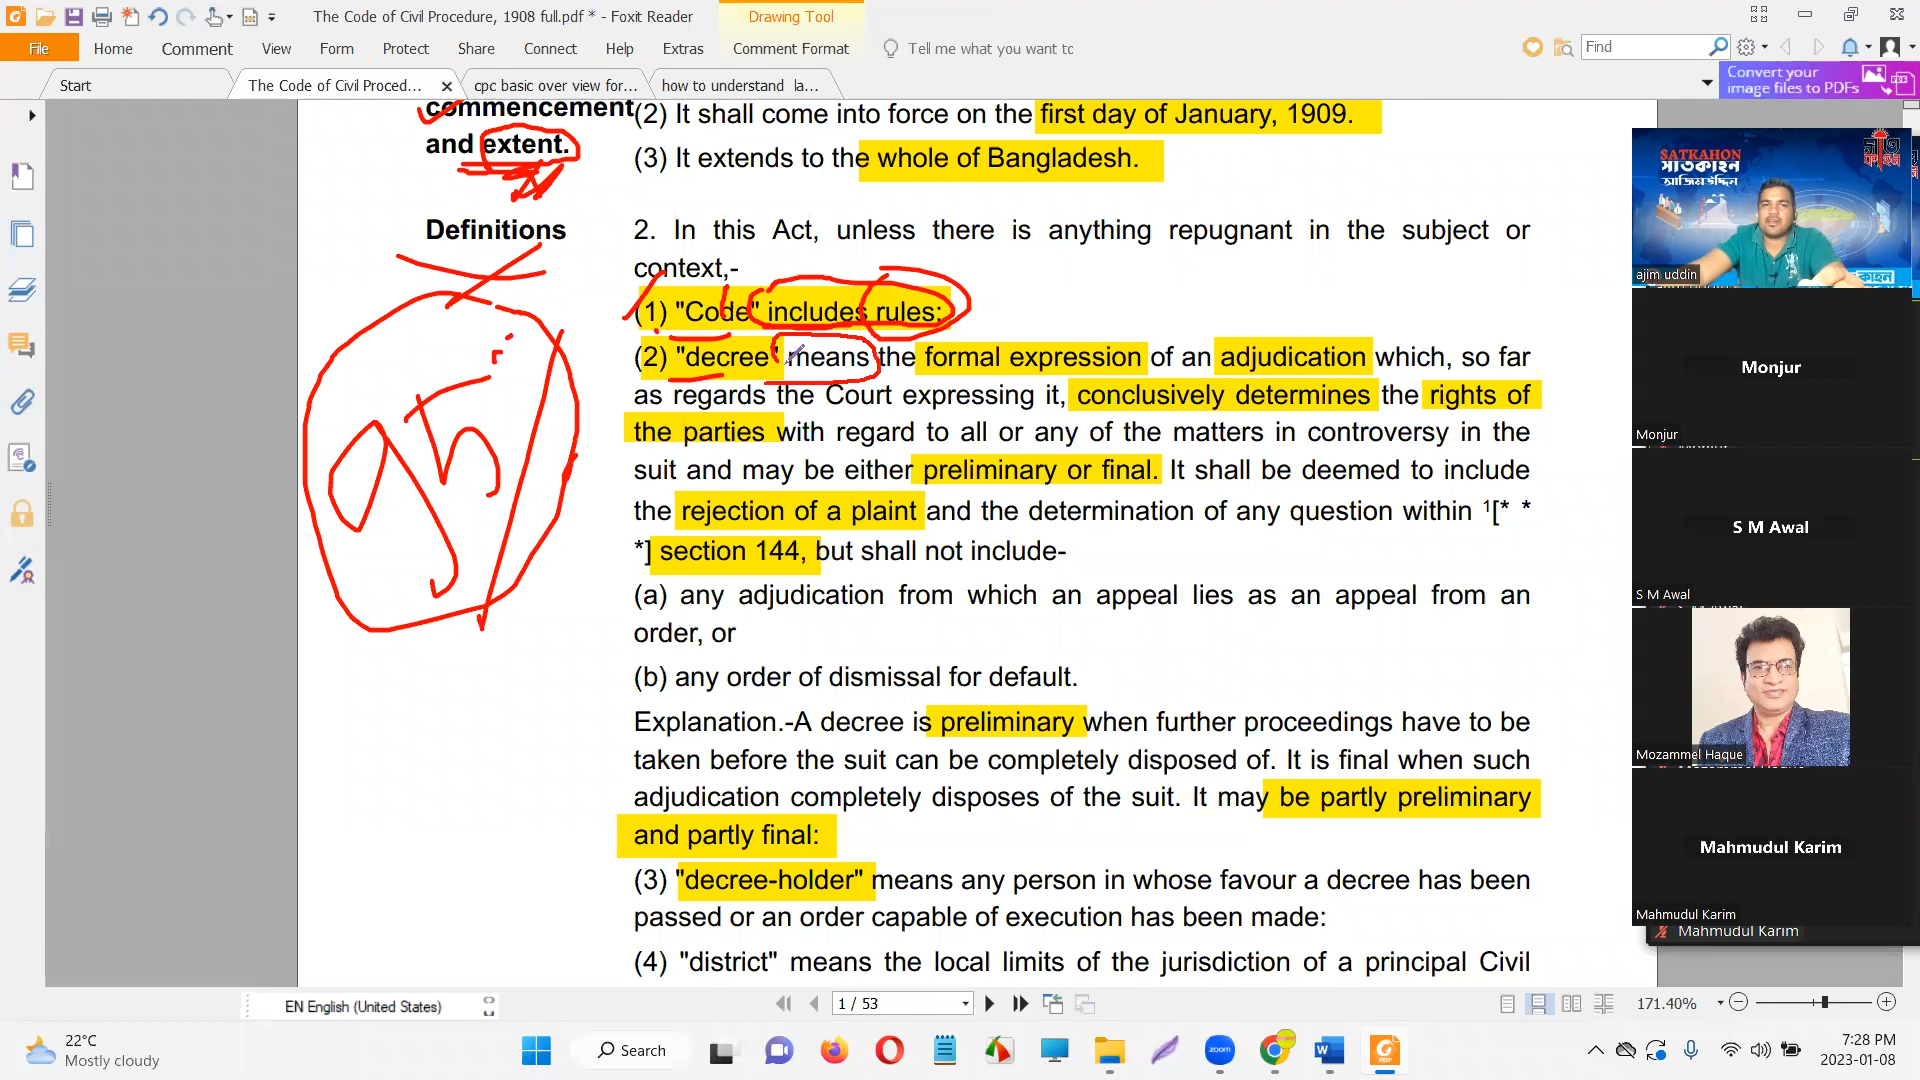 The Code of Civil Procedure, 1908 full.pdf * - Foxit Reader
Drawing Tool
File
Home
Comment
View
Form
Protect
Share
Connect
Help
Extras
Comment Format
Tell me what you want to
Find
Start
The Code of Civil Proced...
cpc basic over view for...
how to understand la...
Convert your
image files to PDFs
commencement
and extent.
(2) It shall come into force on the first day of January, 1909.
(3) It extends to the whole of Bangladesh.
Definitions
2. In this Act, unless there is anything repugnant in the subject or
context,-
(1) "Code" includes rules:
(2) "decree" means the formal expression of an adjudication which, so far
as regards the Court expressing it, conclusively determines the rights of
the parties with regard to all or any of the matters in controversy in the
suit and may be either preliminary or final. It shall be deemed to include
the rejection of a plaint and the determination of any question within 1[* *
*] section 144, but shall not include-
(a) any adjudication from which an appeal lies as an appeal from an
order, or
(b) any order of dismissal for default.
Explanation.-A decree is preliminary when further proceedings have to be
taken before the suit can be completely disposed of. It is final when such
adjudication completely disposes of the suit. It may be partly preliminary
and partly final:
(3) "decree-holder" means any person in whose favour a decree has been
passed or an order capable of execution has been made:
(4) "district" means the local limits of the jurisdiction of a principal Civil
SATKAHON
সাতকাহন
আজিম উদ্দিন
ajim uddin
Monjur
Monjur
S M Awal
S M Awal
Mozammel Haque
Mahmudul Karim
Mahmudul Karim
Mahmudul Karim
EN English (United States)
1 / 53
171.40%
22°C
Mostly cloudy
Search
zoom
7:28 PM
2023-01-08